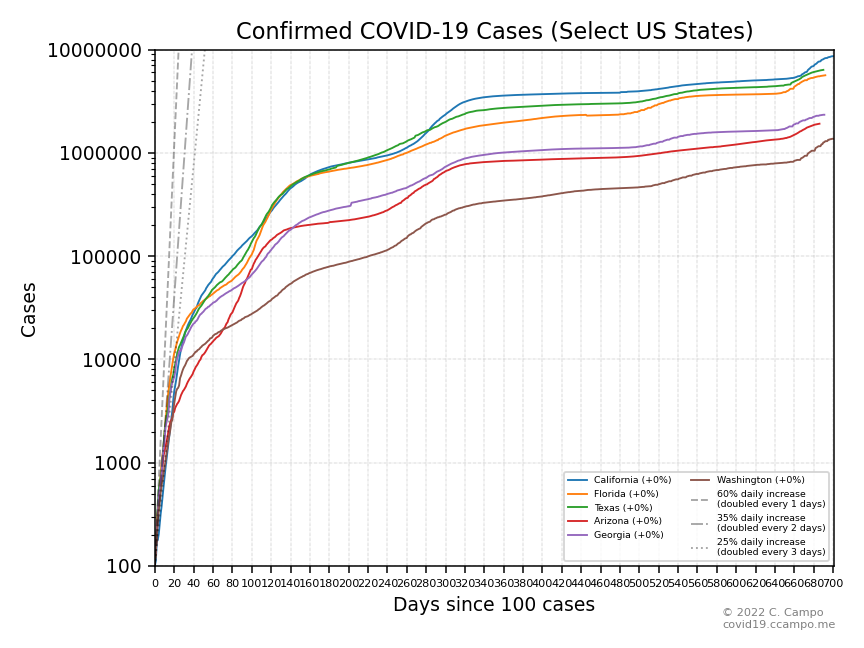 Confirmed COVID-19 Cases (Select US States)
10000000
1000000
100000
10000
1000
100
Cases
0 20 40 60 80 100 120 140 160 180 200 220 240 260 280 300 320 340 360 380 400 420 440 460 480 500 520 540 560 580 600 620 640 660 680 700
Days since 100 cases
California (+0%)
Florida (+0%)
Texas (+0%)
Arizona (+0%)
Georgia (+0%)
Washington (+0%)
60% daily increase
(doubled every 1 days)
35% daily increase
(doubled every 2 days)
25% daily increase
(doubled every 3 days)
© 2022 C. Campo
covid19.ccampo.me